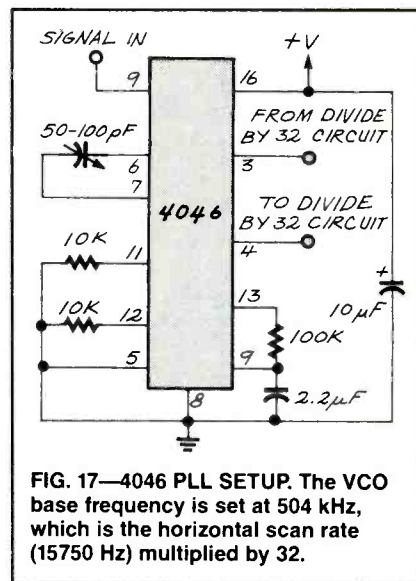 SIGNAL IN
+V
9
16
FROM DIVIDE
BY 32 CIRCUIT
50-100pF
6
3
7
4046
TO DIVIDE
BY 32 CIRCUIT
4
10K
11
13
10K
12
100K
10µF
+
5
9
2.2µF
8
FIG. 17—4046 PLL SETUP. The VCO
base frequency is set at 504 kHz,
which is the horizontal scan rate
(15750 Hz) multiplied by 32.